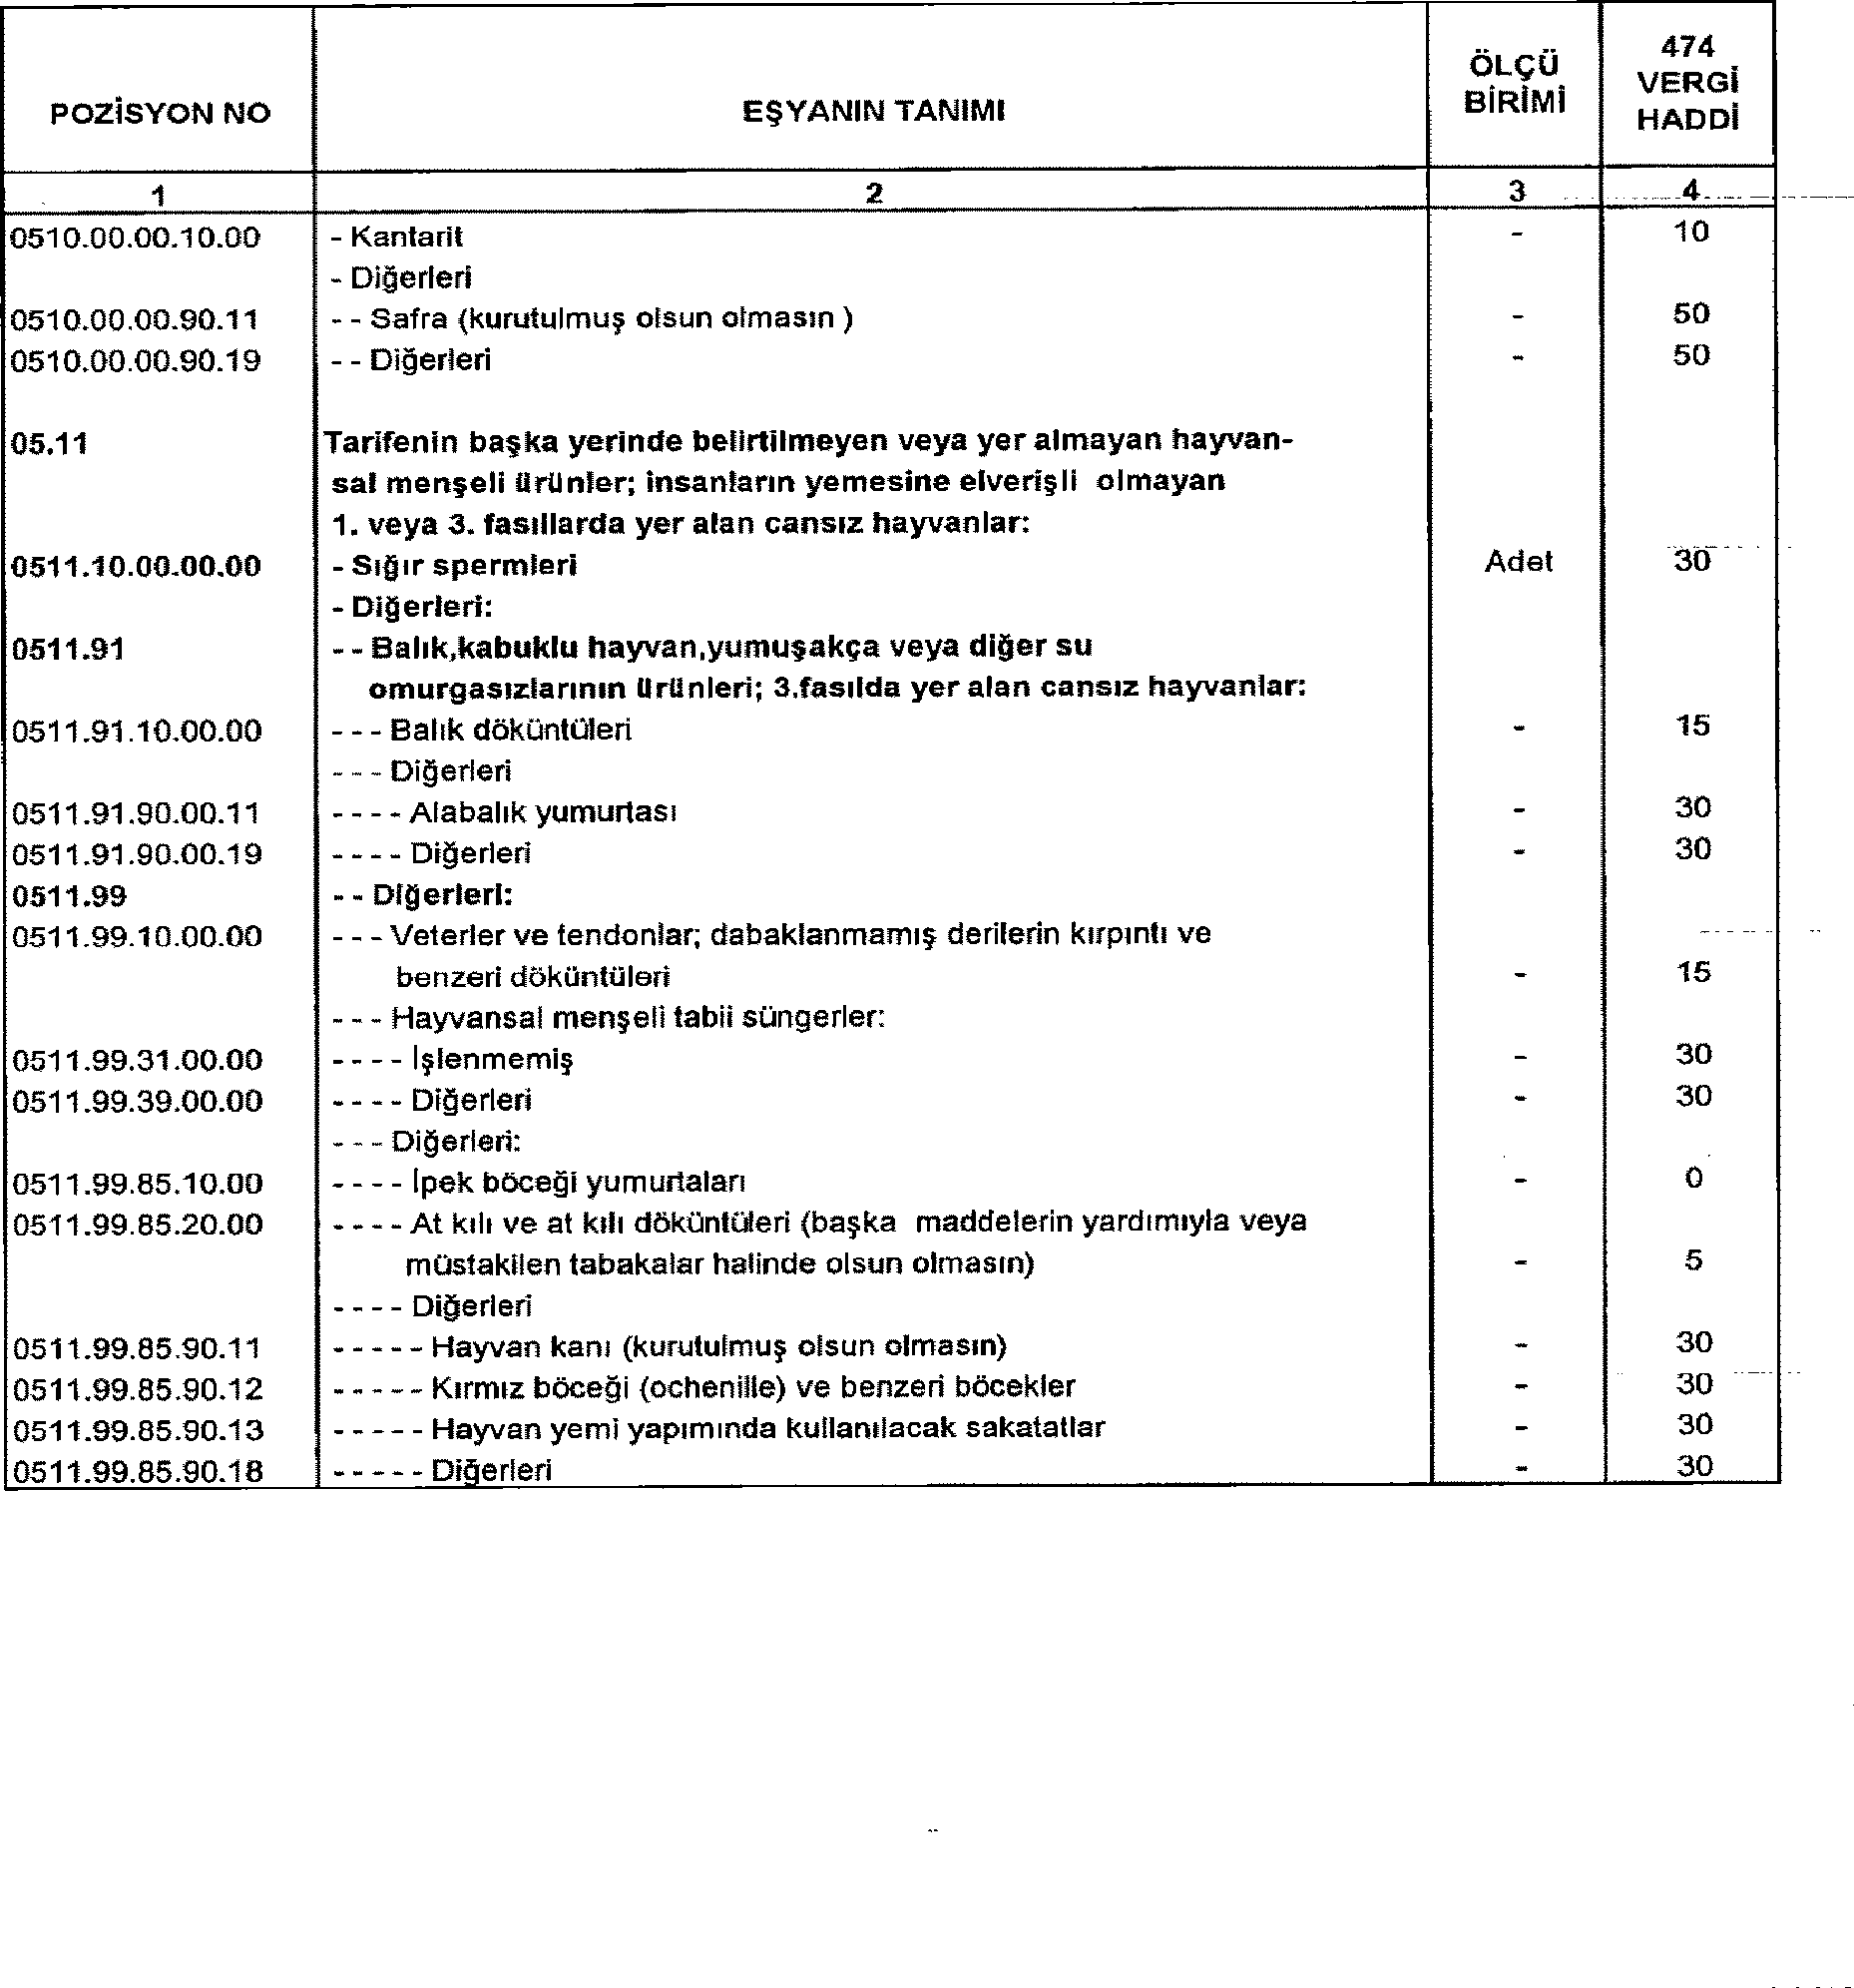 POZİSYON NO EŞYANIN TANIMI ÖLÇÜ BİRİMİ 474 VERGİ HADDİ
1 2 3 4
0510.00.00.10.00 - Kantarit - 10
- Diğerleri
0510.00.00.90.11 - - Safra (kurutulmuş olsun olmasın ) - 50
0510.00.00.90.19 - - Diğerleri - 50
05.11 Tarifenin başka yerinde belirtilmeyen veya yer almayan hayvan-
sal menşeli ürünler; insanların yemesine elverişli olmayan
1. veya 3. fasıllarda yer alan cansız hayvanlar:
0511.10.00.00.00 - Sığır spermleri Adet 30
- Diğerleri:
0511.91 - - Balık,kabuklu hayvan,yumuşakça veya diğer su
omurgasızlarının ürünleri; 3.fasılda yer alan cansız hayvanlar:
0511.91.10.00.00 - - - Balık döküntüleri - 15
- - - Diğerleri
0511.91.90.00.11 - - - - Alabalık yumurtası - 30
0511.91.90.00.19 - - - - Diğerleri - 30
0511.99 - - Diğerleri:
0511.99.10.00.00 - - - Veterler ve tendonlar; dabaklanmamış derilerin kırpıntı ve
benzeri döküntüleri - 15
- - - Hayvansal menşeli tabii süngerler:
0511.99.31.00.00 - - - - İşlenmemiş - 30
0511.99.39.00.00 - - - - Diğerleri - 30
- - - Diğerleri:
0511.99.85.10.00 - - - - İpek böceği yumurtaları - 0
0511.99.85.20.00 - - - - At kılı ve at kılı döküntüleri (başka maddelerin yardımıyla veya
müstakilen tabakalar halinde olsun olmasın) - 5
- - - - Diğerleri
0511.99.85.90.11 - - - - - Hayvan kanı (kurutulmuş olsun olmasın) - 30
0511.99.85.90.12 - - - - - Kırmız böceği (ochenille) ve benzeri böcekler - 30
0511.99.85.90.13 - - - - - Hayvan yemi yapımında kullanılacak sakatatlar - 30
0511.99.85.90.18 - - - - - Diğerleri - 30